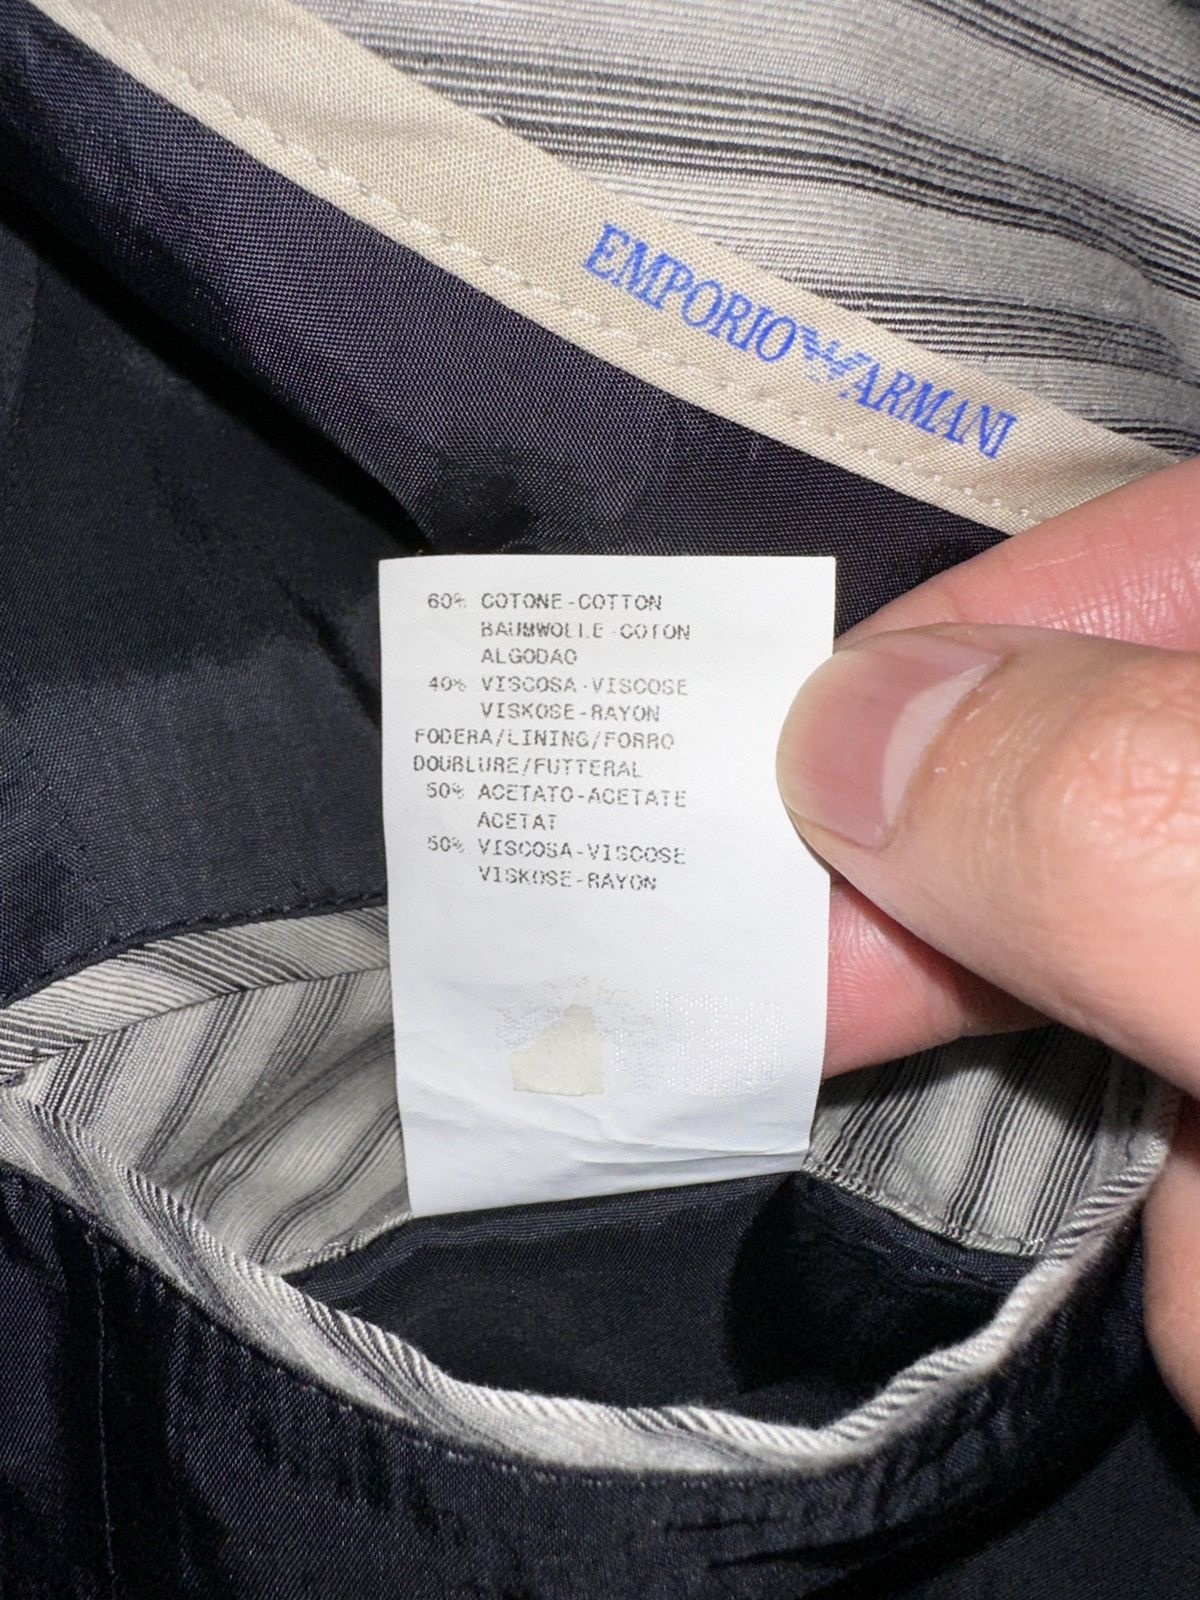 EMPORIO ARMANI
60% COTONE-COTTON
BAUMWOLLE-COTON
ALGODAO
40% VISCOSA-VISCOSE
VISKOSE-RAYON
FODERA/LINING/FORRO
DOUBLURE/FUTTERAL
50% ACETATO-ACETATE
ACETAT
50% VISCOSA-VISCOSE
VISKOSE-RAYON